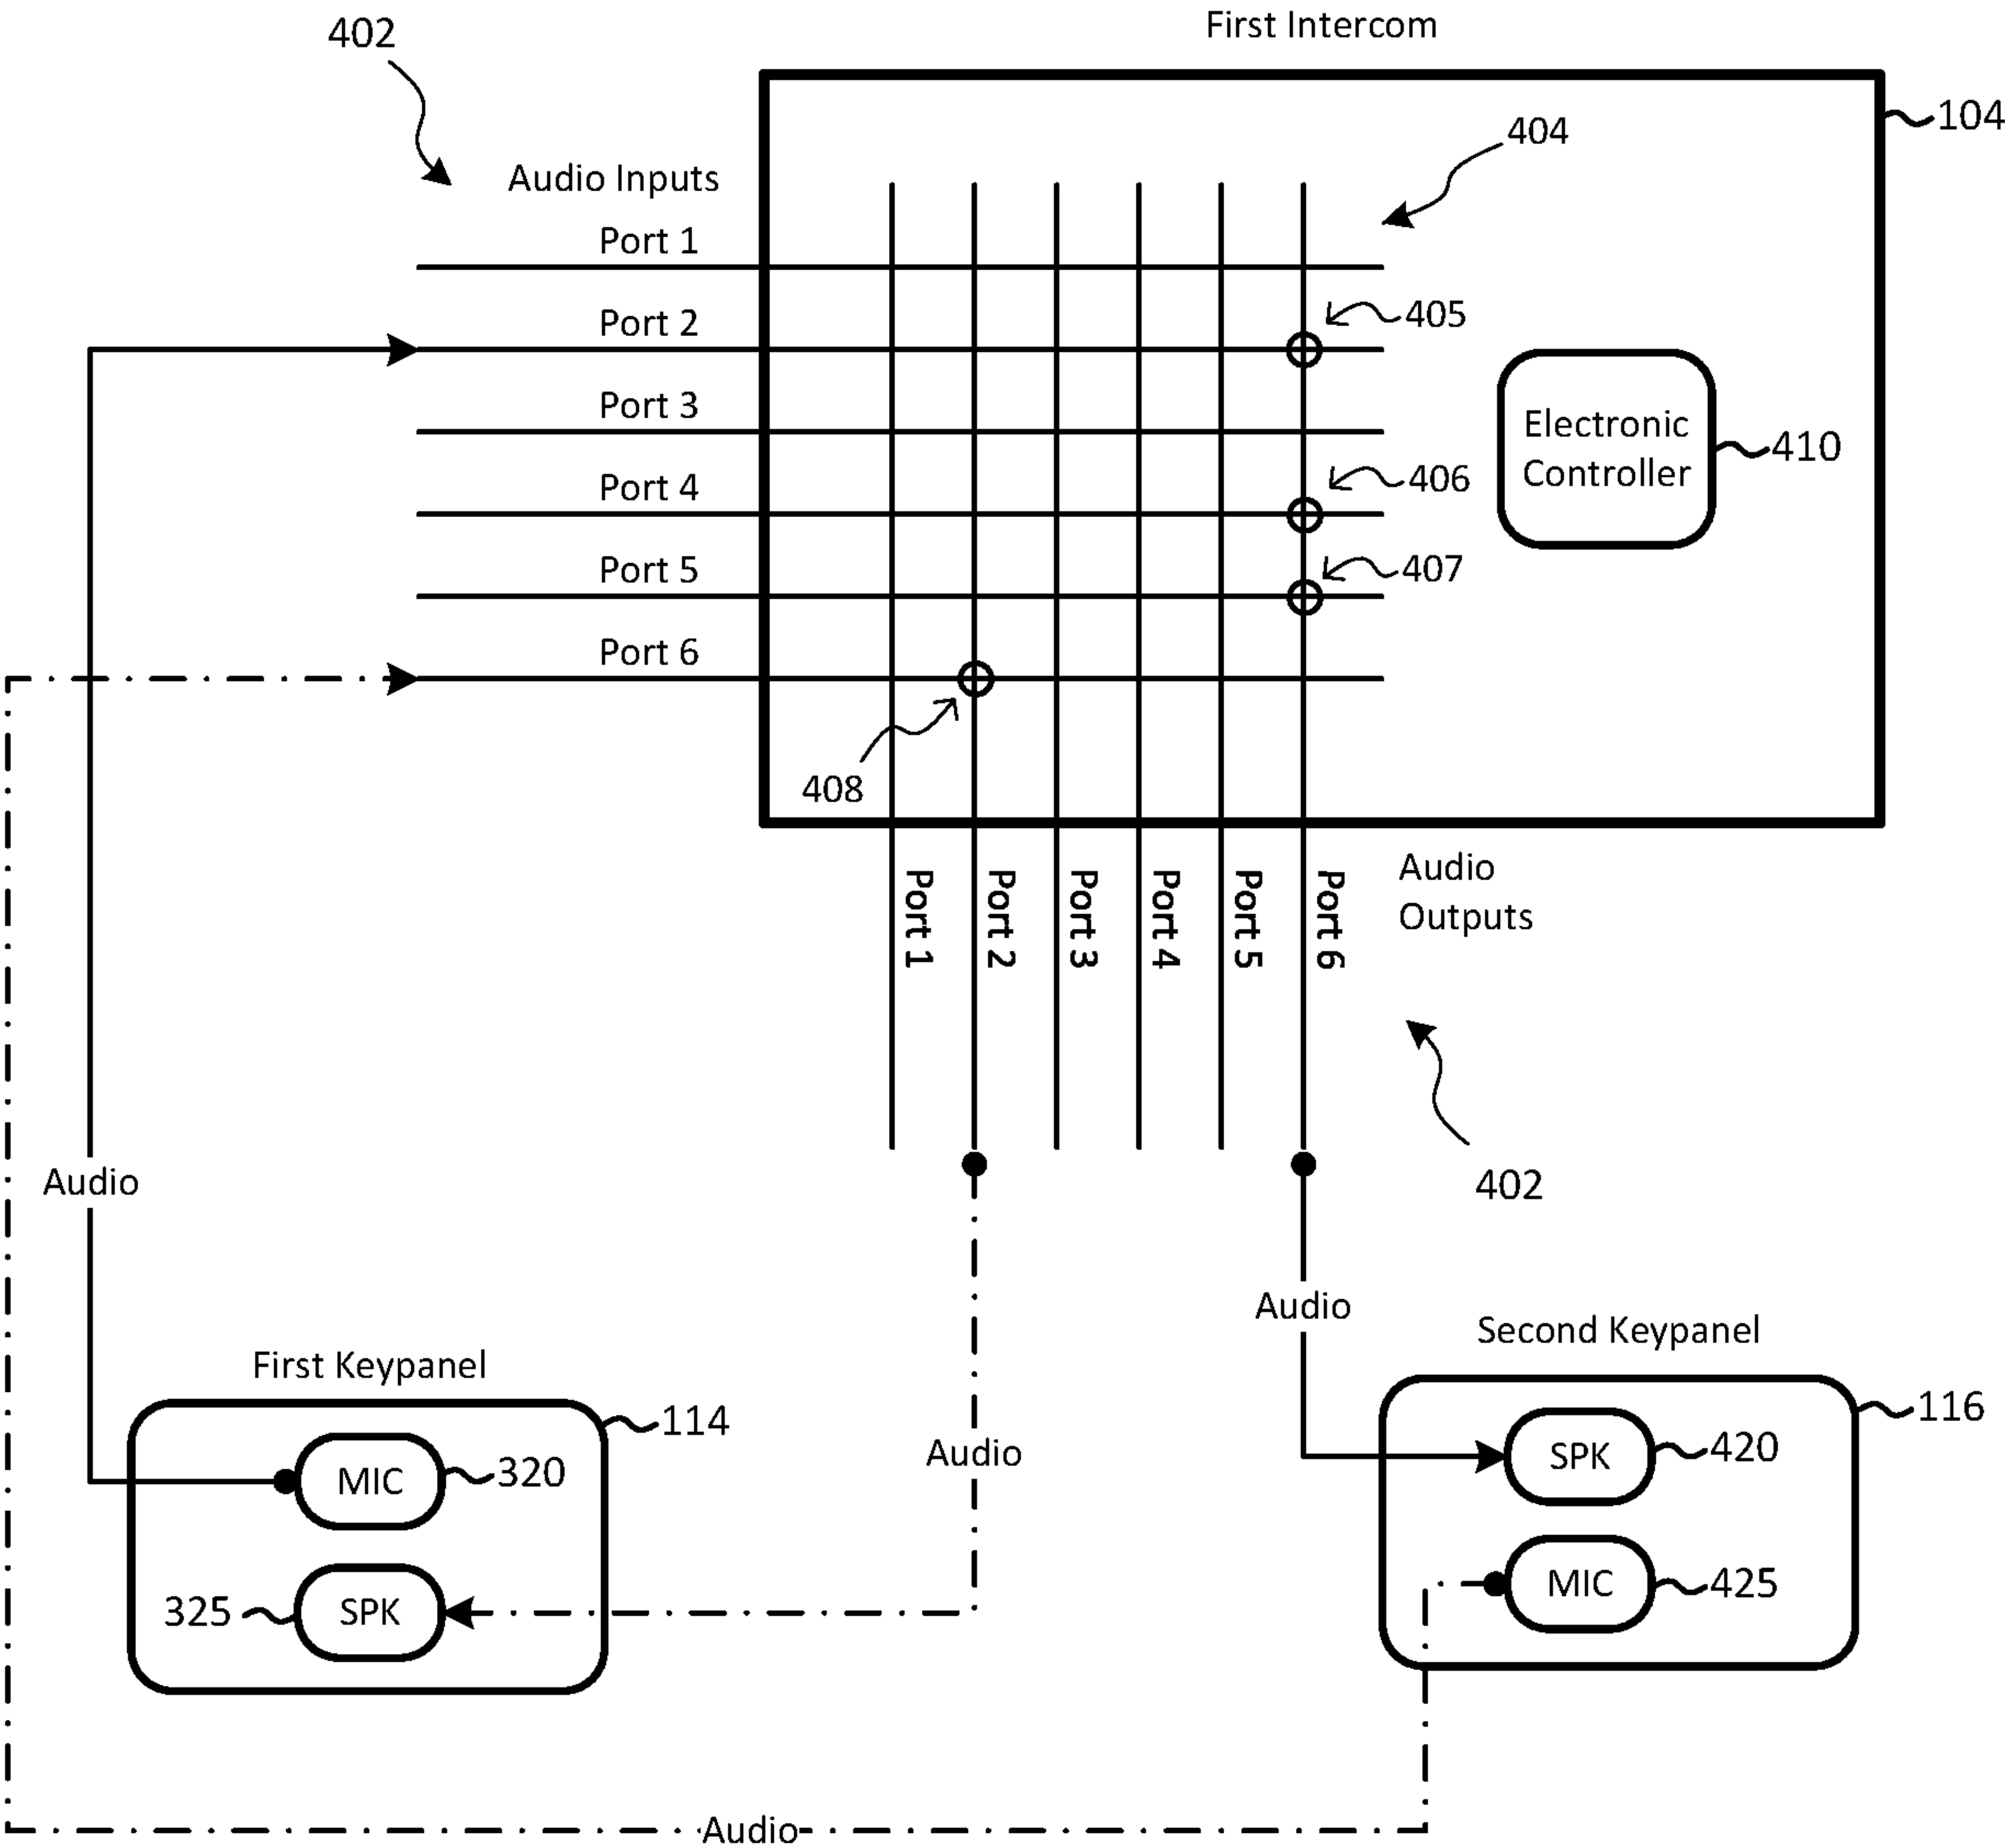 First Intercom
402
104
404
Audio Inputs
Port 1
405
Port 2
Port 3
Electronic
Controller
410
406
Port 4
407
Port 5
Port 6
408
Audio
Outputs
Port 1
Port 2
Port 3
Port 4
Port 5
Port 6
402
Audio
Audio
Second Keypanel
First Keypanel
114
116
Audio
MIC
320
SPK
420
325
SPK
MIC
425
Audio